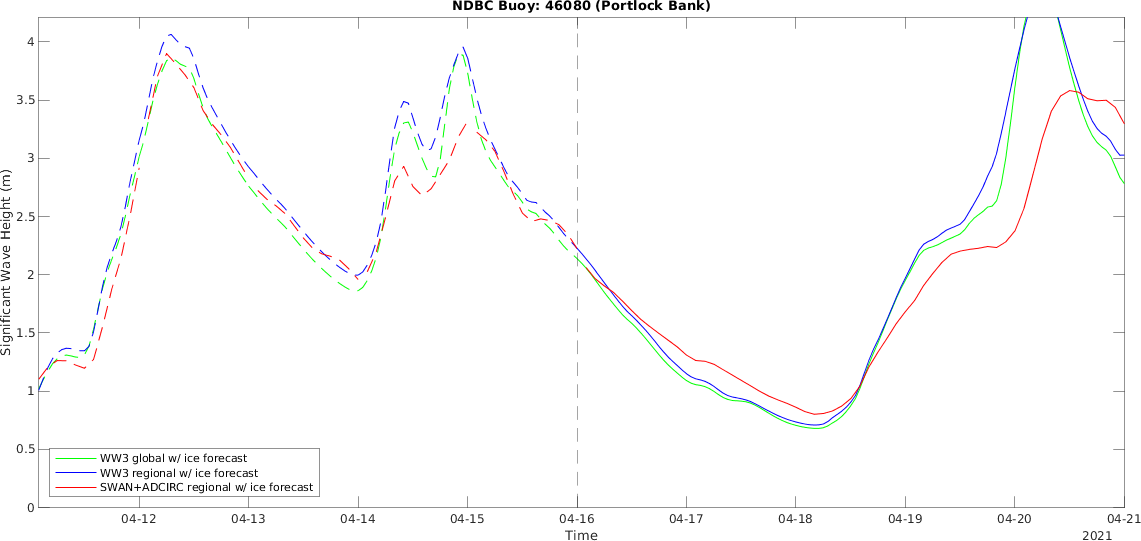 NDBC Buoy: 46080 (Portlock Bank)
Significant Wave Height (m)
4
3.5
3
2.5
2
1.5
1
0.5
0
WW3 global w/ ice forecast
WW3 regional w/ ice forecast
SWAN+ADCIRC regional w/ ice forecast
04-12 04-13 04-14 04-15 04-16 04-17 04-18 04-19 04-20 04-21
Time
2021